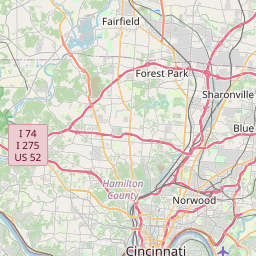 Fairfield
Forest Park
Sharonville
I 74
I 275
US 52
Blue
Hamilton
County
Norwood
Cincinnati